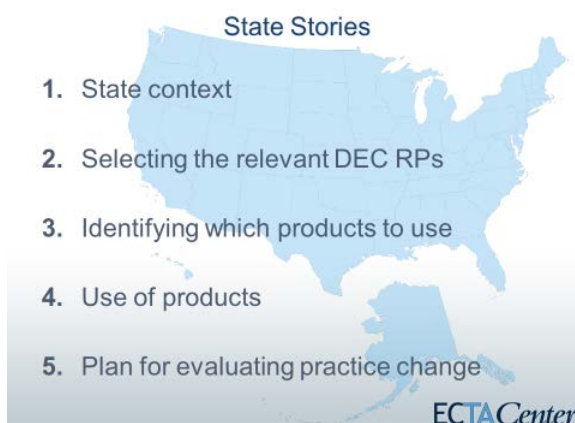 State Stories
1. State context
2. Selecting the relevant DEC RPs
3. Identifying which products to use
4. Use of products
5. Plan for evaluating practice change
ECTACenter